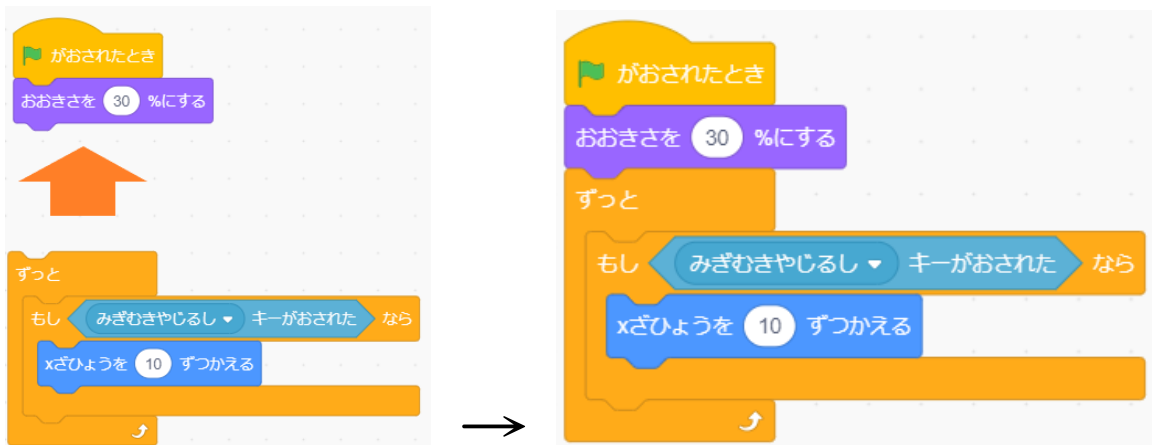 がおされたとき
おおきさを 30 %にする
ずっと
もし みぎむきやじるし キーがおされた なら
xざひょうを 10 ずつかえる
がおされたとき
おおきさを 30 %にする
ずっと
もし みぎむきやじるし キーがおされた なら
xざひょうを 10 ずつかえる